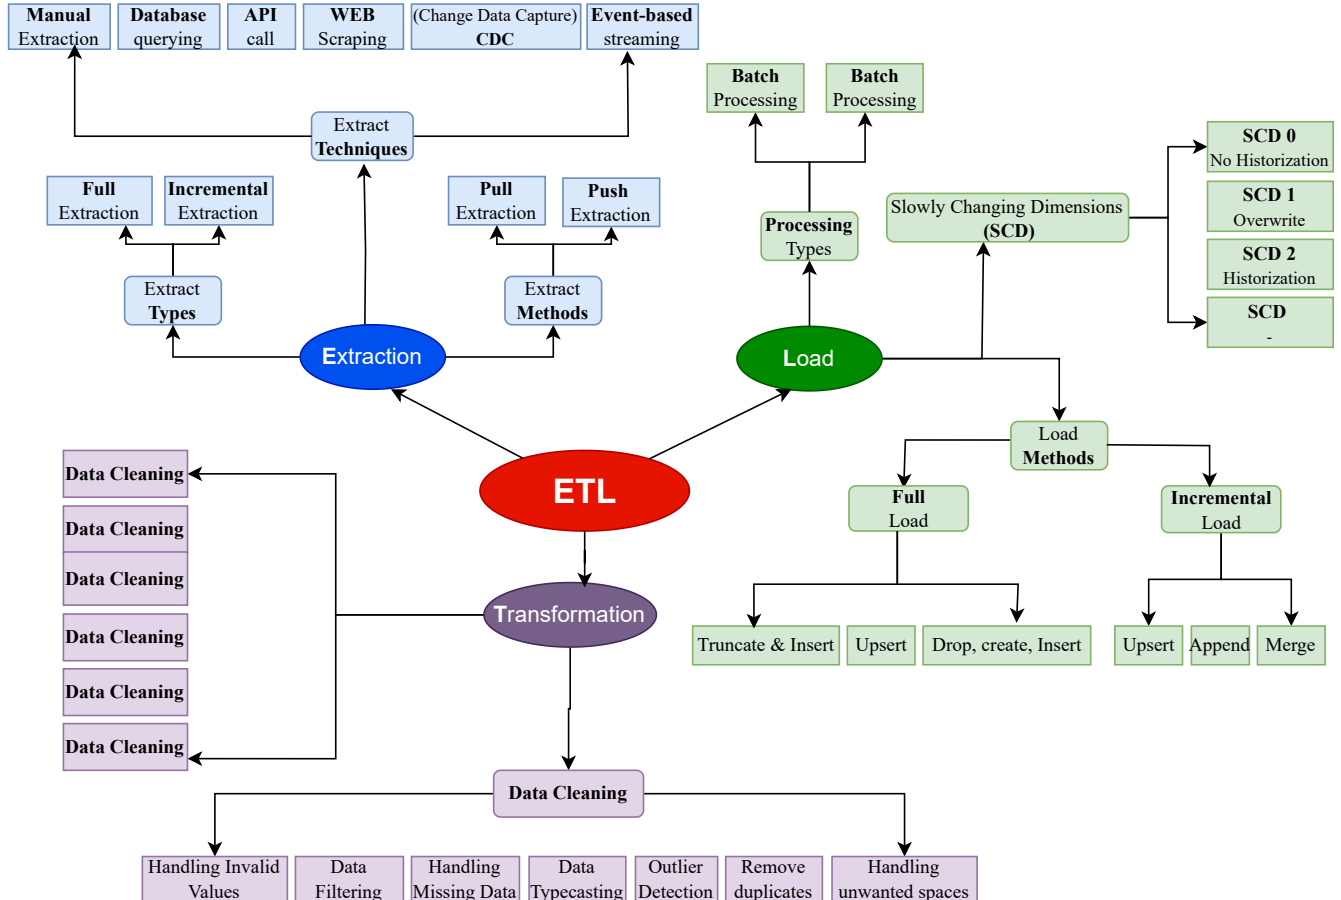 Manual
Extraction
Database
querying
API
call
WEB
Scraping
(Change Data Capture)
CDC
Event-based
streaming
Extract
Techniques
Full
Extraction
Incremental
Extraction
Pull
Extraction
Push
Extraction
Extract
Types
Extract
Methods
Extraction
Batch
Processing
Batch
Processing
Processing
Types
Slowly Changing Dimensions
(SCD)
SCD 0
No Historization
SCD 1
Overwrite
SCD 2
Historization
SCD
-
Load
Load
Methods
Full
Load
Incremental
Load
Truncate & Insert
Upsert
Drop, create, Insert
Upsert
Append
Merge
ETL
Transformation
Data Cleaning
Data Cleaning
Data Cleaning
Data Cleaning
Data Cleaning
Data Cleaning
Data Cleaning
Handling Invalid
Values
Data
Filtering
Handling
Missing Data
Data
Typecasting
Outlier
Detection
Remove
duplicates
Handling
unwanted spaces